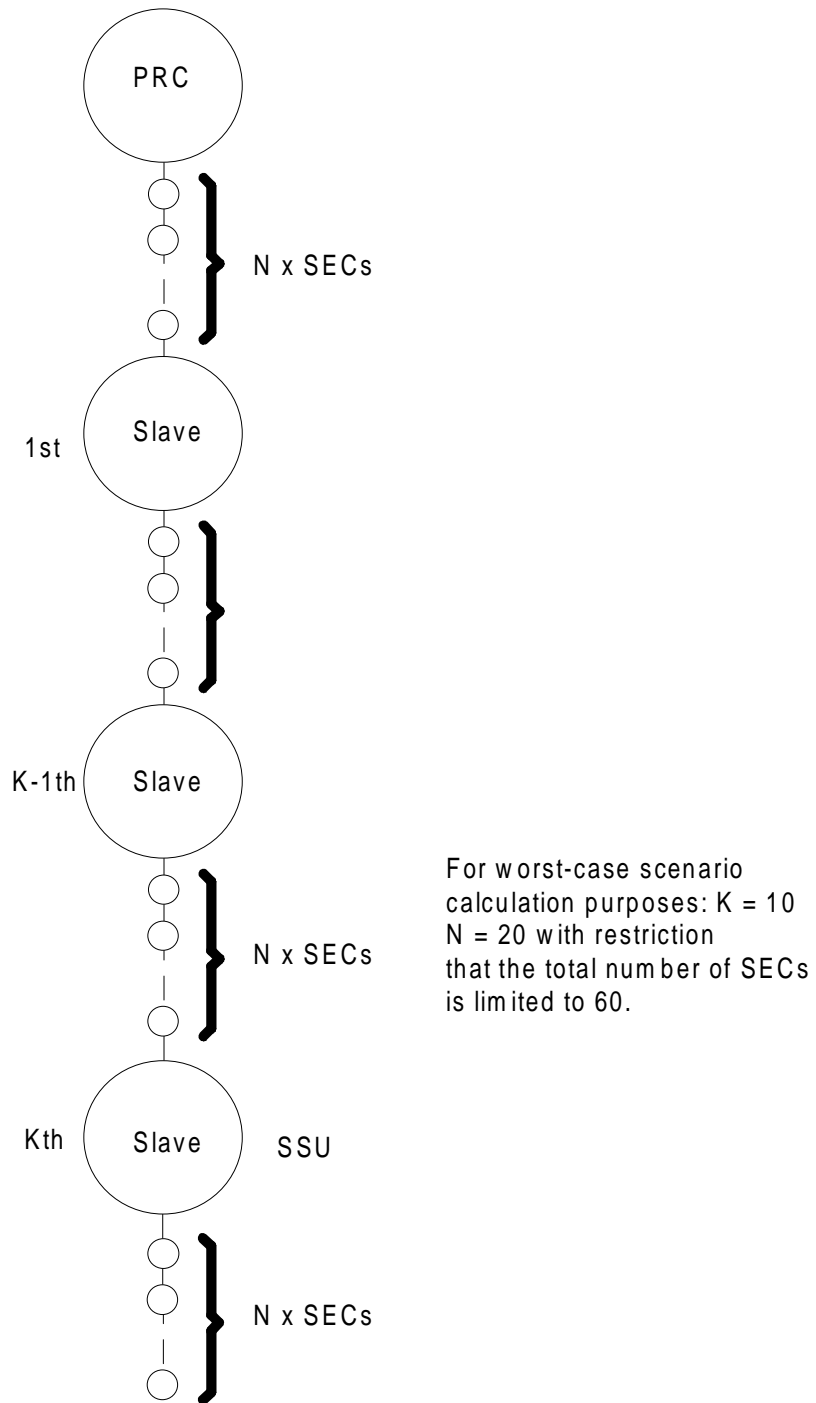 PRC
N x SECs
Slave
1st
K-1th
Slave
For worst-case scenario
calculation purposes: K = 10
N = 20 with restriction
that the total number of SECs
is limited to 60.
N x SECs
Kth
Slave
SSU
N x SECs